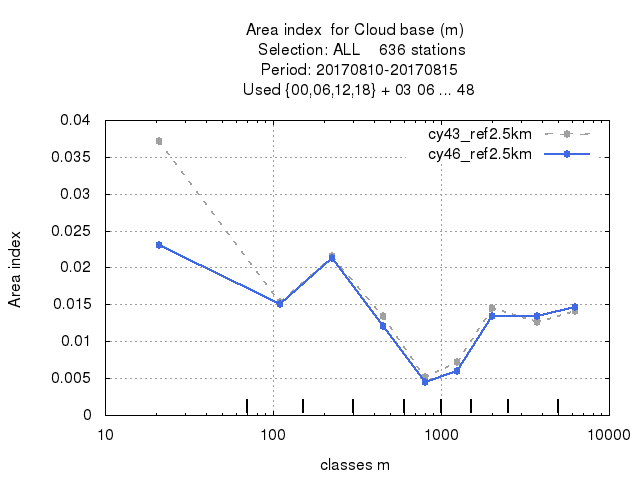 Area index  for Cloud base (m)
Selection: ALL    636 stations
Period: 20170810-20170815
Used {00,06,12,18} + 03 06 ... 48
0.04
cy43_ref2.5km
0.035
cy46_ref2.5km
0.03
0.025
Area index
0.02
0.015
0.01
0.005
0
10 100 1000 10000
classes m